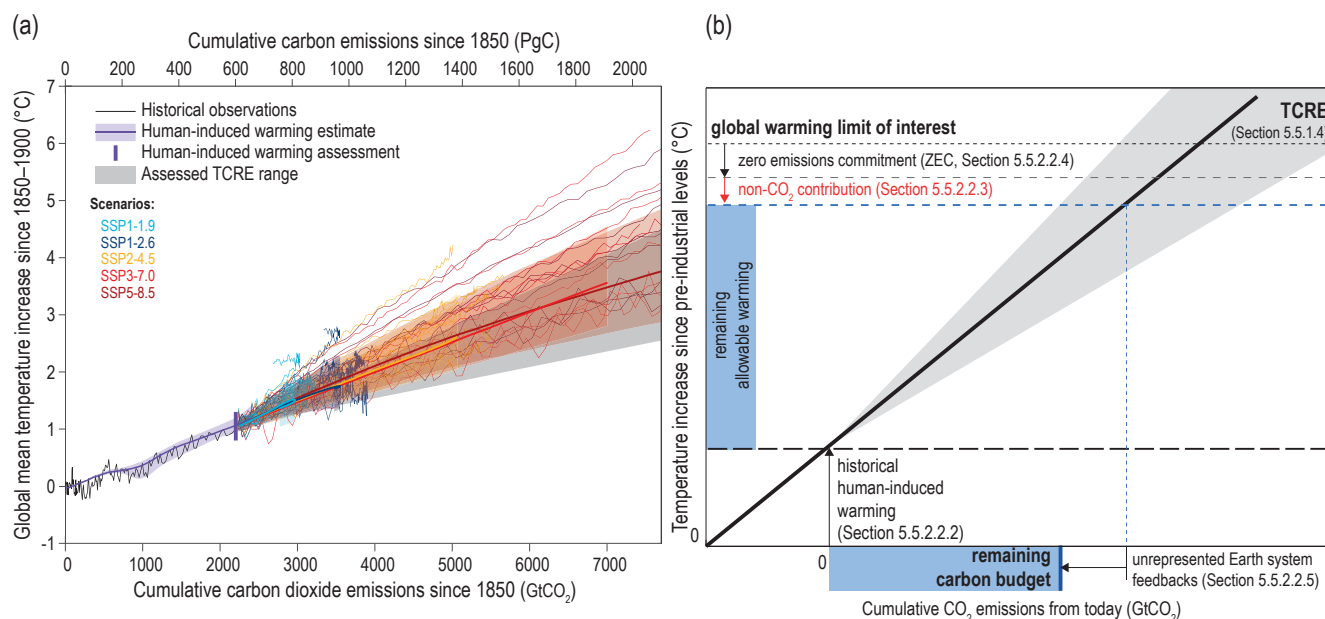 (a)
Cumulative carbon emissions since 1850 (PgC)
0 200 400 600 800 1000 1200 1400 1600 1800 2000
Global mean temperature increase since 1850–1900 (°C)
7
6
5
4
3
2
1
0
-1
Historical observations
Human-induced warming estimate
Human-induced warming assessment
Assessed TCRE range
Scenarios:
SSP1-1.9
SSP1-2.6
SSP2-4.5
SSP3-7.0
SSP5-8.5
0 1000 2000 3000 4000 5000 6000 7000
Cumulative carbon dioxide emissions since 1850 (GtCO₂)
(b)
Temperature increase since pre-industrial levels (°C)
TCRE
(Section 5.5.1.4)
global warming limit of interest
zero emissions commitment (ZEC, Section 5.5.2.2.4)
non-CO₂ contribution (Section 5.5.2.2.3)
remaining
allowable warming
historical
human-induced
warming
(Section 5.5.2.2.2)
0
0
remaining
carbon budget
unrepresented Earth system
feedbacks (Section 5.5.2.2.5)
Cumulative CO₂ emissions from today (GtCO₂)